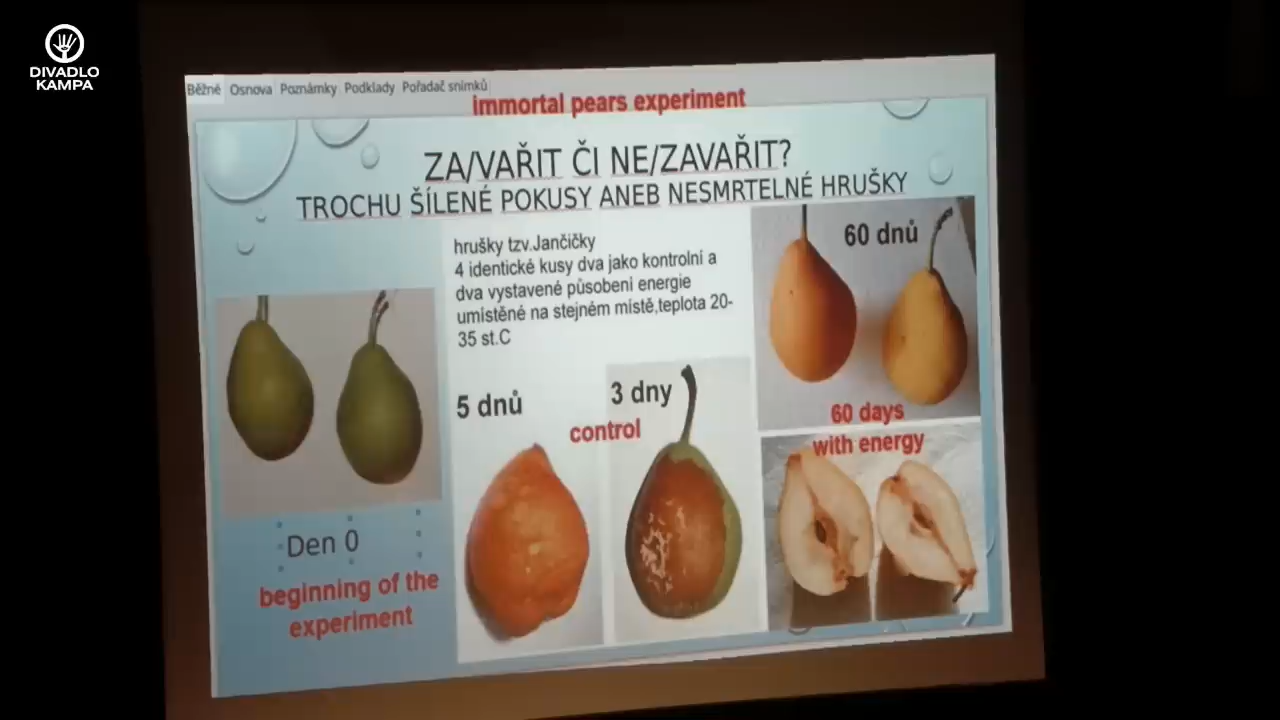 DIVADLO
KAMPA
Běžné Osnova Poznámky Podklady Pořadač snímků
immortal pears experiment
ZA/VAŘIT ČI NE/ZAVAŘIT?
TROCHU ŠÍLENÉ POKUSY ANEB NESMRTELNÉ HRUŠKY
hrušky tzv.Jančičky
4 identické kusy dva jako kontrolní a
dva vystavené působení energie
umístěné na stejném místě,teplota 20-
35 st.C
60 dnů
5 dnů
3 dny
control
60 days
with energy
Den 0
beginning of the
experiment